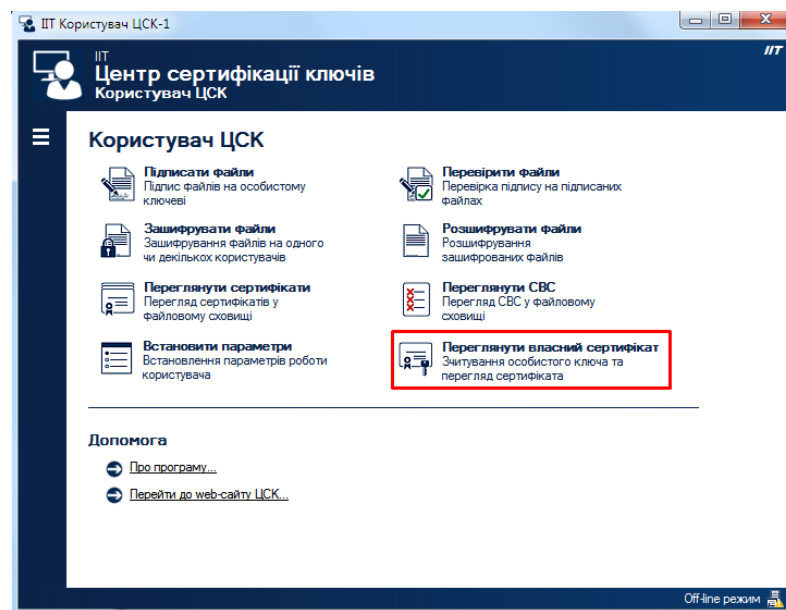 ІІТ Користувач ЦСК-1
ІІТ
Центр сертифікації ключів
Користувач ЦСК
ІІТ
Користувач ЦСК
Підписати файли
Підпис файлів на особистому
ключеві
Перевірити файли
Перевірка підпису на підписаних
файлах
Зашифрувати файли
Зашифрування файлів на одного
чи декількох користувачів
Розшифрувати файли
Розшифрування
зашифрованих файлів
Переглянути сертифікати
Перегляд сертифікатів у
файловому сховищі
Переглянути СВС
Перегляд СВС у файловому
сховищі
Встановити параметри
Встановлення параметрів роботи
користувача
Переглянути власний сертифікат
Зчитування особистого ключа та
перегляд сертифіката
Допомога
Про програму...
Перейти до web-сайту ЦСК...
Off-line режим